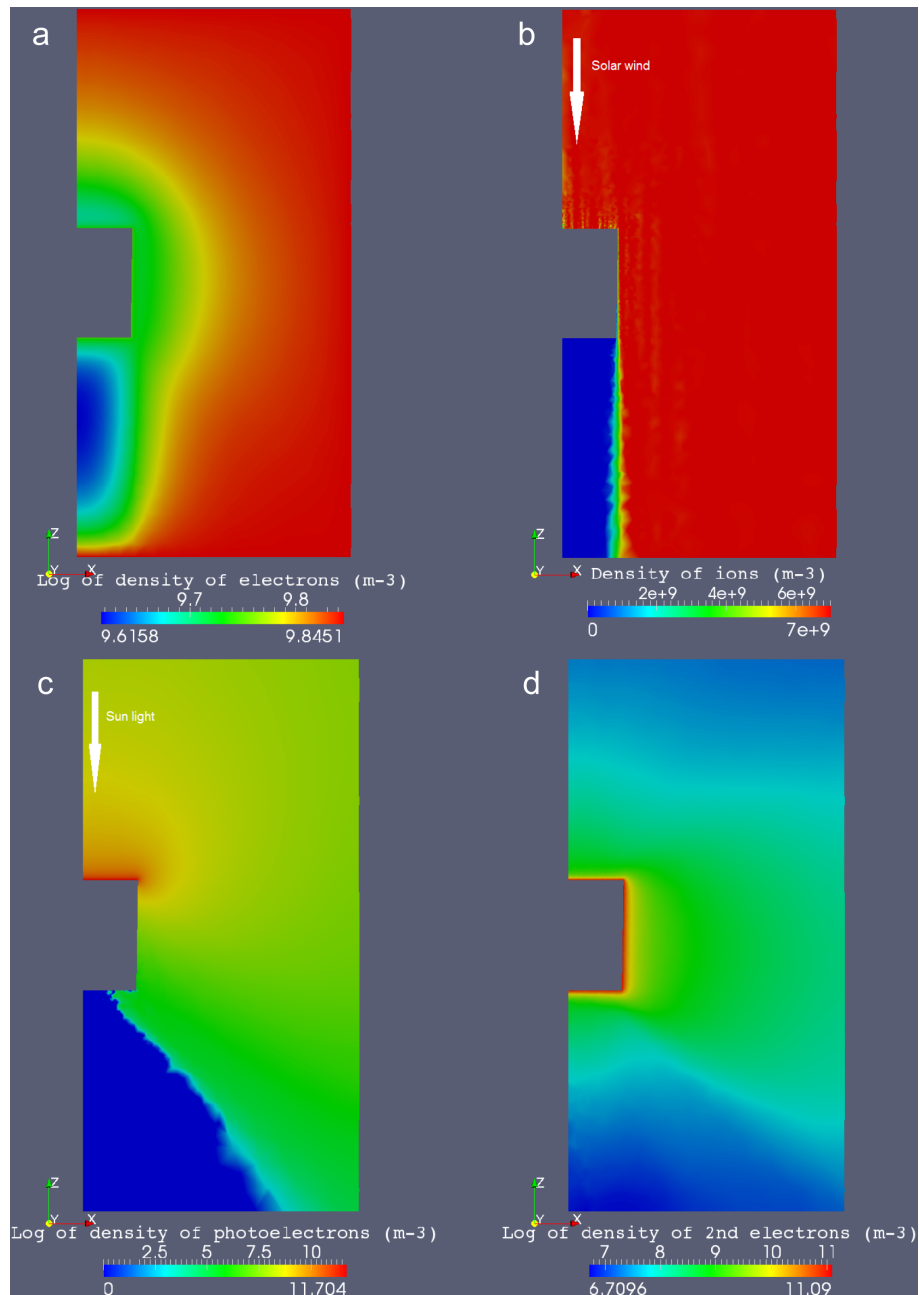 a
b
Solar wind
Z
Y
X
Log of density of electrons (m-3)
9.7 9.8
9.6158 9.8451
Z
Y
X
Density of ions (m-3)
2e+9 4e+9 6e+9
0 7e+9
c
d
Sun light
Z
Y
X
Log of density of photoelectrons (m-3)
2.5 5 7.5 10
0 11.704
Z
Y
X
Log of density of 2nd electrons (m-3)
7 8 9 10 11
6.7096 11.09